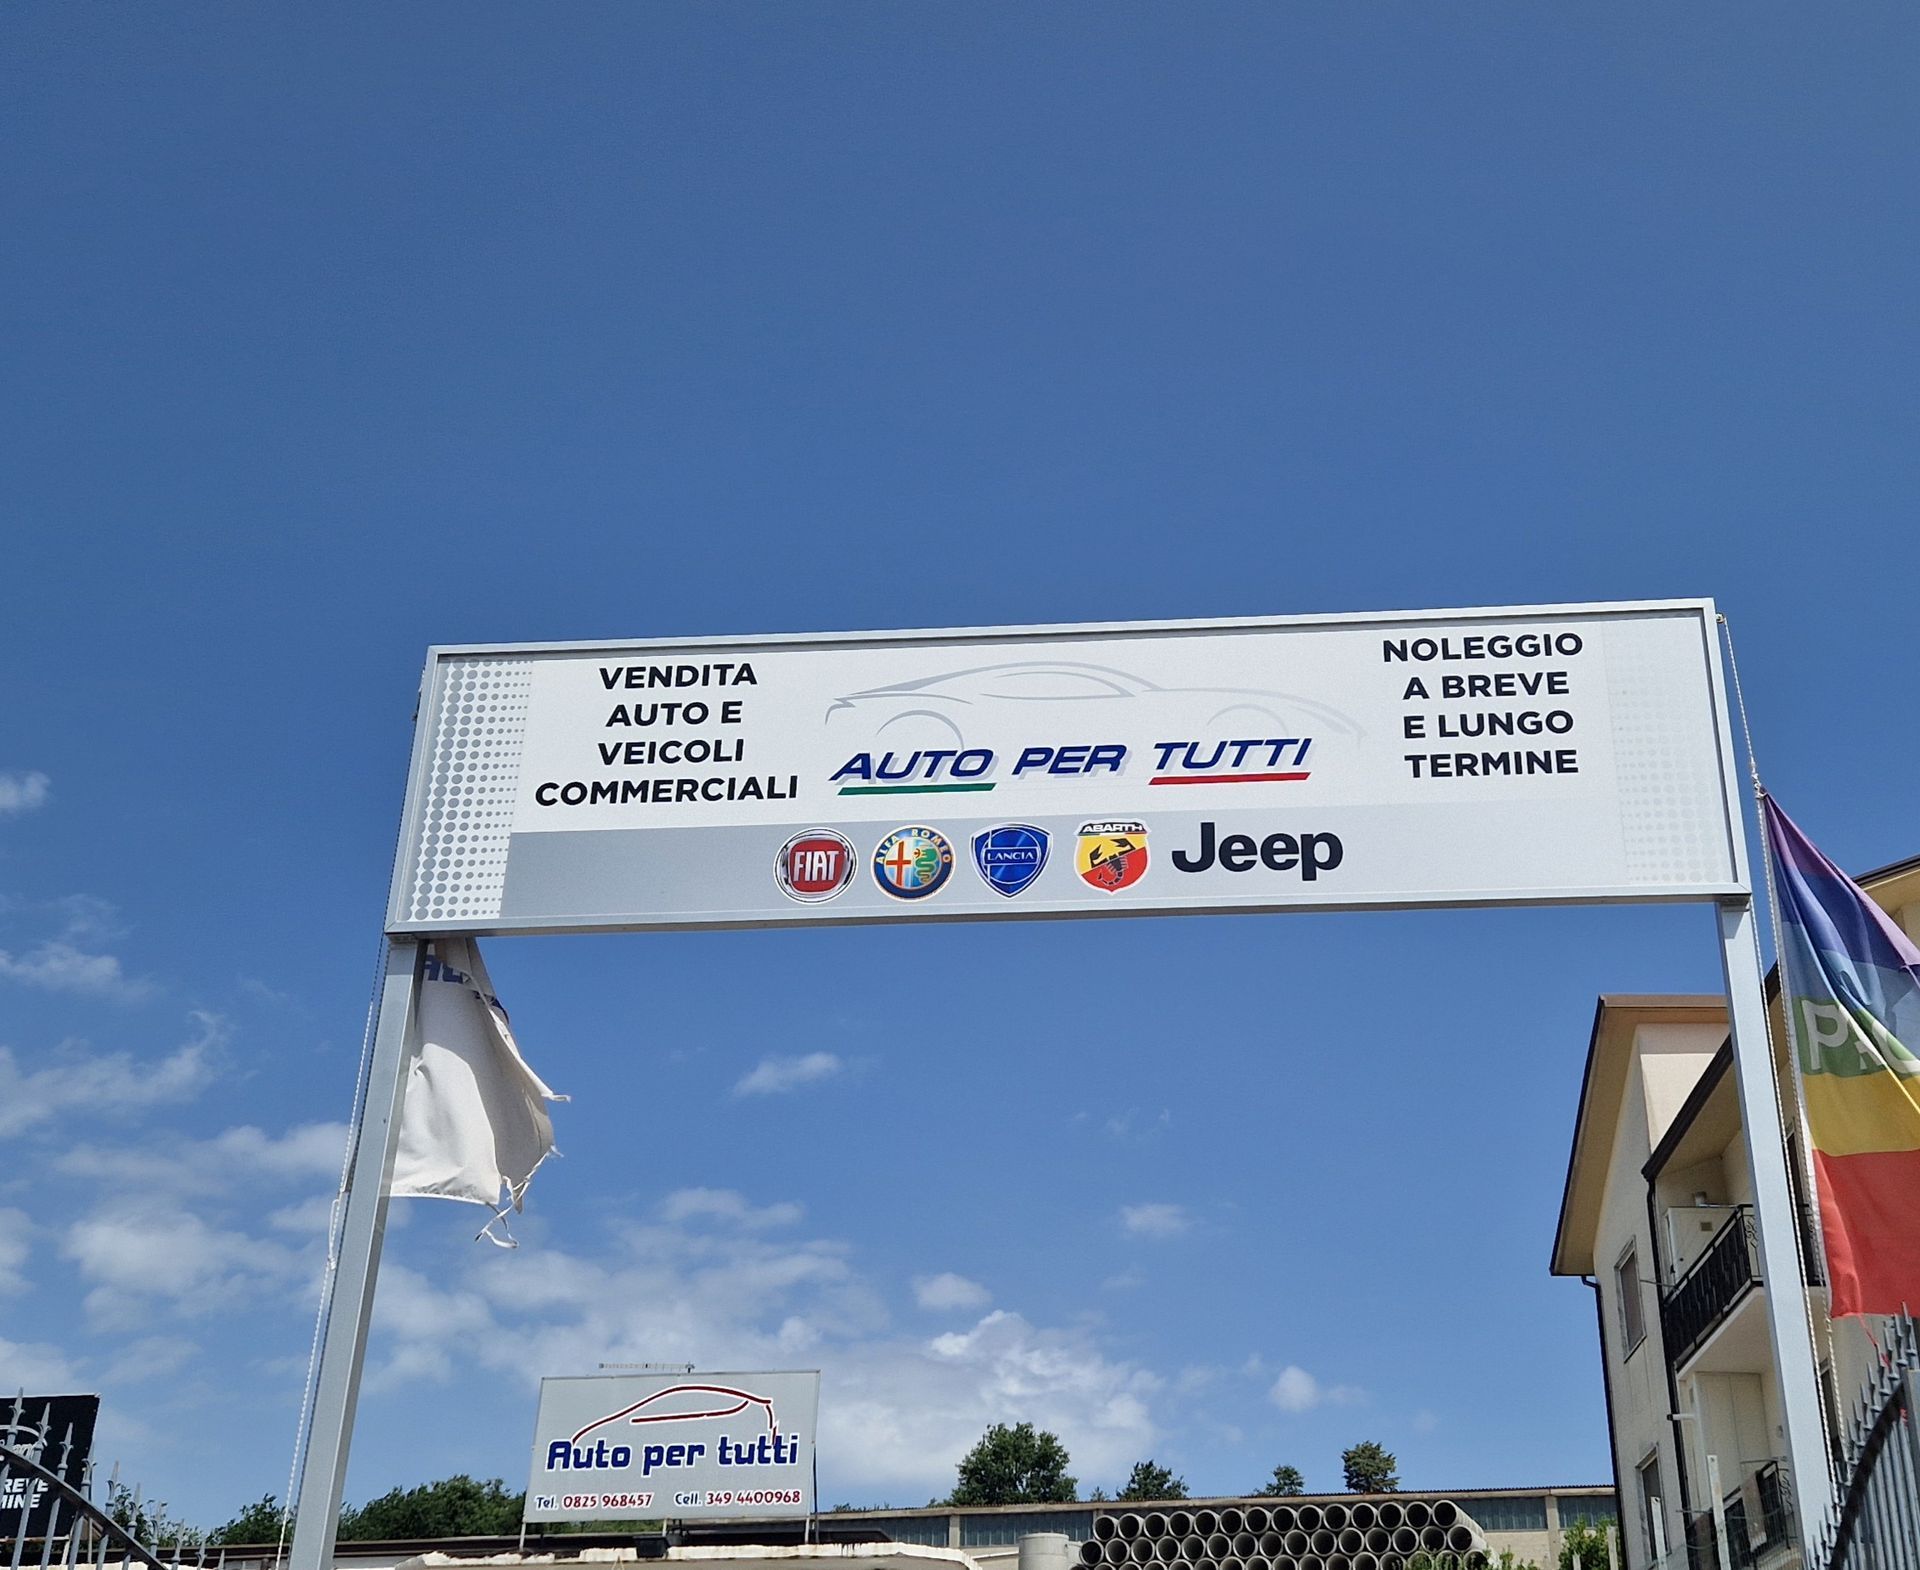 VENDITA
AUTO E
VEICOLI
COMMERCIALI
AUTO PER TUTTI
NOLEGGIO
A BREVE
E LUNGO
TERMINE
FIAT
ALFA ROMEO
LANCIA
ABARTH
Jeep
Auto per tutti
Tel. 0825 968457 Cell. 349 4400968